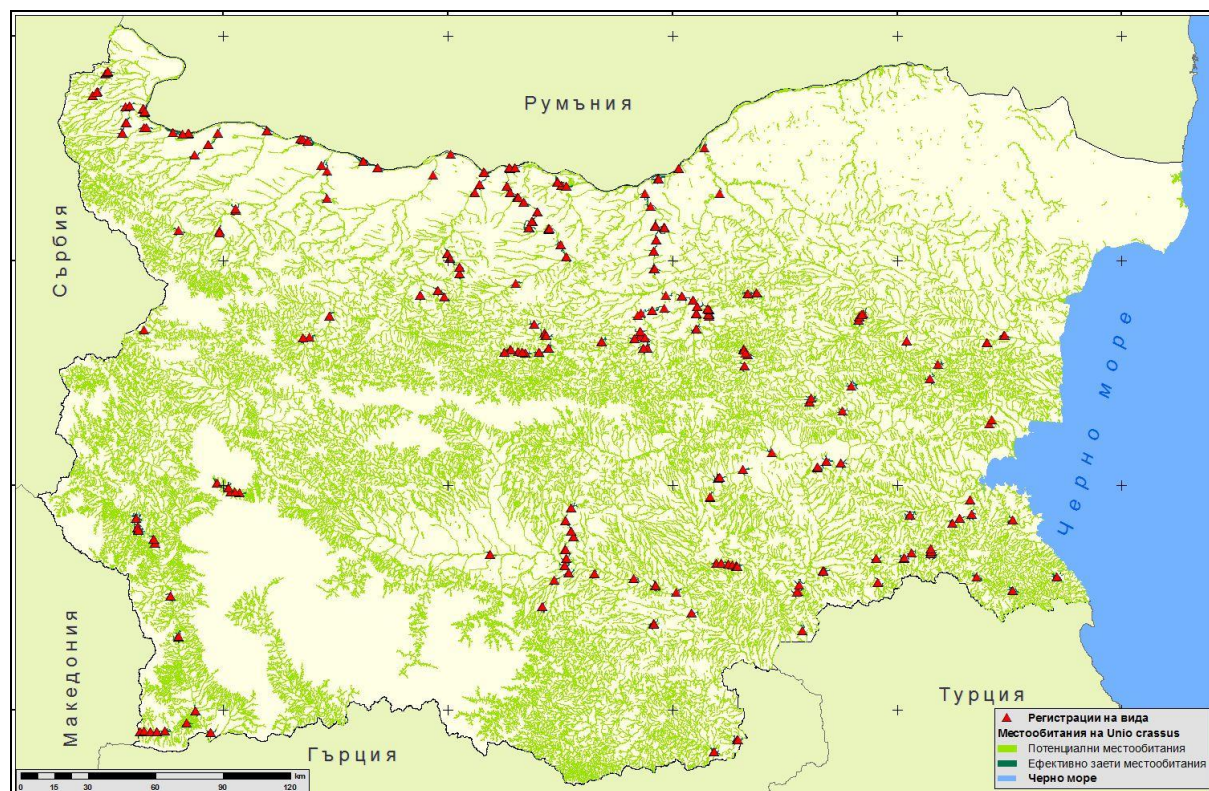 Румъния
Сърбия
Черно море
Македония
Гърция
Турция
Регистрации на вида
Местообитания на Unio crassus
Потенциални местообитания
Ефективно заети местообитания
Черно море
km
0 15 30 60 90 120